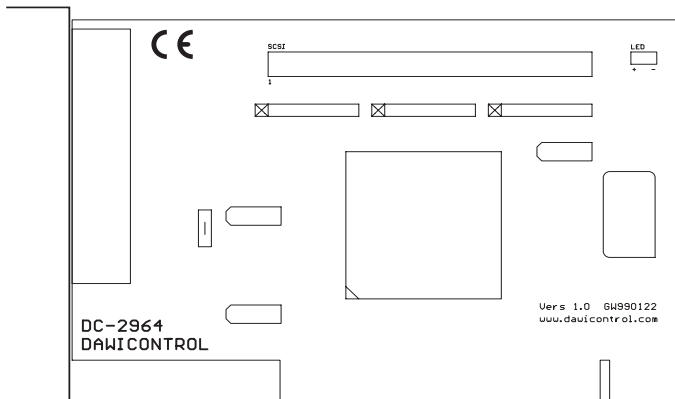 CE
SCSI
LED
1
+ -
Vers 1.0 GW990122
www.dawicontrol.com
DC-2964
DAWICONTROL